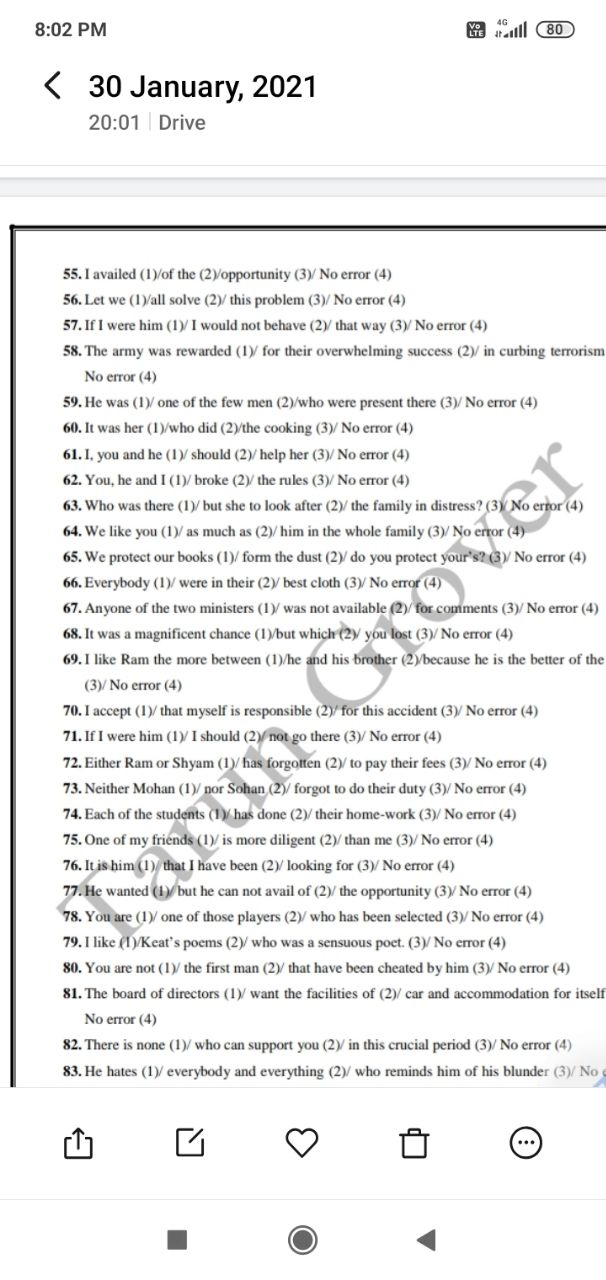 8:02 PM
Vo LTE 4G 80
30 January, 2021
20:01 | Drive
55. I availed (1)/of the (2)/opportunity (3)/ No error (4)
56. Let we (1)/all solve (2)/ this problem (3)/ No error (4)
57. If I were him (1)/ I would not behave (2)/ that way (3)/ No error (4)
58. The army was rewarded (1)/ for their overwhelming success (2)/ in curbing terrorism
No error (4)
59. He was (1)/ one of the few men (2)/who were present there (3)/ No error (4)
60. It was her (1)/who did (2)/the cooking (3)/ No error (4)
61. I, you and he (1)/ should (2)/ help her (3)/ No error (4)
62. You, he and I (1)/ broke (2)/ the rules (3)/ No error (4)
63. Who was there (1)/ but she to look after (2)/ the family in distress? (3)/ No error (4)
64. We like you (1)/ as much as (2)/ him in the whole family (3)/ No error (4)
65. We protect our books (1)/ form the dust (2)/ do you protect your's? (3)/ No error (4)
66. Everybody (1)/ were in their (2)/ best cloth (3)/ No error (4)
67. Anyone of the two ministers (1)/ was not available (2)/ for comments (3)/ No error (4)
68. It was a magnificent chance (1)/but which (2)/ you lost (3)/ No error (4)
69. I like Ram the more between (1)/he and his brother (2)/because he is the better of the
(3)/ No error (4)
70. I accept (1)/ that myself is responsible (2)/ for this accident (3)/ No error (4)
71. If I were him (1)/ I should (2)/ not go there (3)/ No error (4)
72. Either Ram or Shyam (1)/ has forgotten (2)/ to pay their fees (3)/ No error (4)
73. Neither Mohan (1)/ nor Sohan (2)/ forgot to do their duty (3)/ No error (4)
74. Each of the students (1)/ has done (2)/ their home-work (3)/ No error (4)
75. One of my friends (1)/ is more diligent (2)/ than me (3)/ No error (4)
76. It is him (1)/ that I have been (2)/ looking for (3)/ No error (4)
77. He wanted (1)/ but he can not avail of (2)/ the opportunity (3)/ No error (4)
78. You are (1)/ one of those players (2)/ who has been selected (3)/ No error (4)
79. I like (1)/Keat's poems (2)/ who was a sensuous poet. (3)/ No error (4)
80. You are not (1)/ the first man (2)/ that have been cheated by him (3)/ No error (4)
81. The board of directors (1)/ want the facilities of (2)/ car and accommodation for itself
No error (4)
82. There is none (1)/ who can support you (2)/ in this crucial period (3)/ No error (4)
83. He hates (1)/ everybody and everything (2)/ who reminds him of his blunder (3)/ No
Tarun Grover